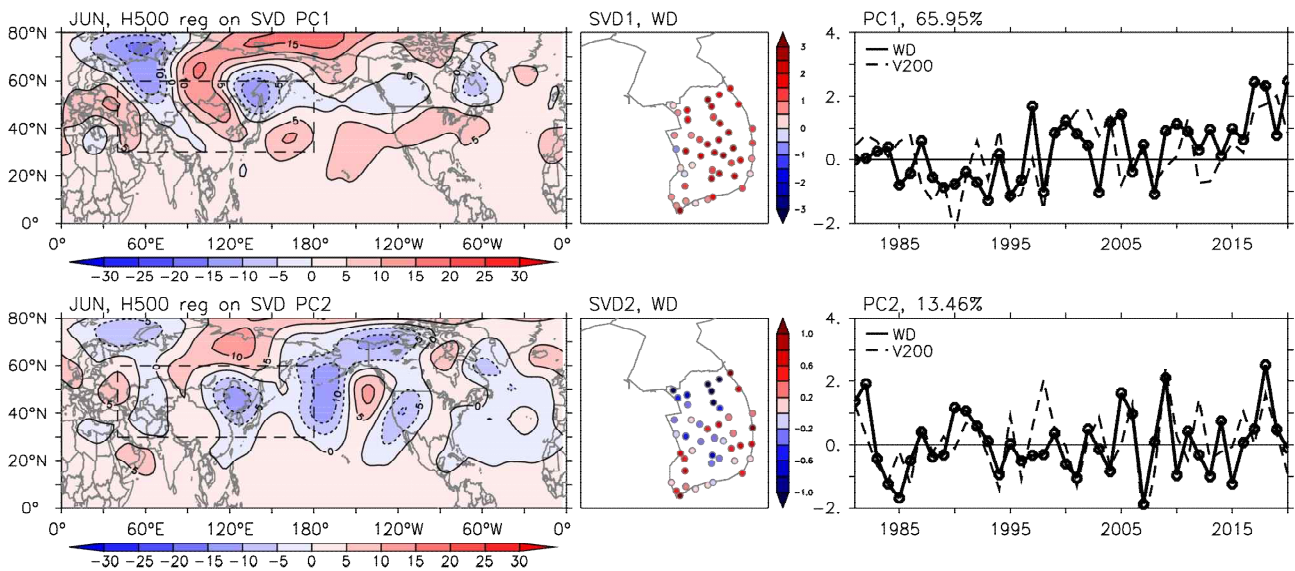 JUN, H500 reg on SVD PC1
SVD1, WD
PC1, 65.95%
80°N
60°N
40°N
20°N
0°
0°
60°E
120°E
180°
120°W
60°W
0°
-30 -25 -20 -15 -10 -5 0 5 10 15 20 25 30
3
2
1
0
-1
-2
-3
4.
2.
0.
-2.
WD
V200
1985 1995 2005 2015
JUN, H500 reg on SVD PC2
SVD2, WD
PC2, 13.46%
80°N
60°N
40°N
20°N
0°
0°
60°E
120°E
180°
120°W
60°W
0°
-30 -25 -20 -15 -10 -5 0 5 10 15 20 25 30
1.0
0.6
0.2
-0.2
-0.6
-1.0
4.
2.
0.
-2.
WD
V200
1985 1995 2005 2015